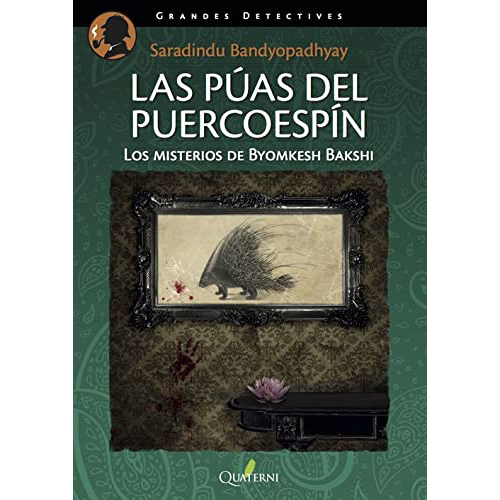 GRANDES DETECTIVES
Saradindu Bandyopadhyay
LAS PÚAS DEL
PUERCOESPÍN
LOS MISTERIOS DE BYOMKESH BAKSHI
QUATERNI